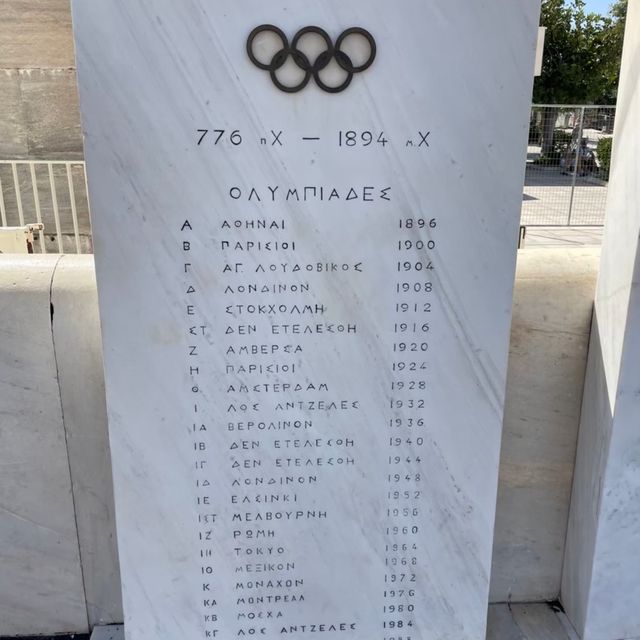 776 πΧ — 1894 μ.Χ
ΟΛΥΜΠΙΑΔΕΣ
Α ΑΘΗΝΑΙ 1896
Β ΠΑΡΙΣΙΟΙ 1900
Γ ΑΓ. ΛΟΥΔΟΒΙΚΟΣ 1904
Δ ΛΟΝΔΙΝΟΝ 1908
Ε ΣΤΟΚΧΟΛΜΗ 1912
ΣΤ ΔΕΝ ΕΤΕΛΕΣΘΗ 1916
Ζ ΑΜΒΕΡΣΑ 1920
Η ΠΑΡΙΣΙΟΙ 1924
Θ ΑΜΣΤΕΡΔΑΜ 1928
Ι ΛΟΣ ΑΝΤΖΕΛΕΣ 1932
ΙΑ ΒΕΡΟΛΙΝΟΝ 1936
ΙΒ ΔΕΝ ΕΤΕΛΕΣΘΗ 1940
ΙΓ ΔΕΝ ΕΤΕΛΕΣΘΗ 1944
ΙΔ ΛΟΝΔΙΝΟΝ 1948
ΙΕ ΕΛΣΙΝΚΙ 1952
ΙΣΤ ΜΕΛΒΟΥΡΝΗ 1956
ΙΖ ΡΩΜΗ 1960
ΙΗ ΤΟΚΥΟ 1964
ΙΘ ΜΕΞΙΚΟΝ 1968
Κ ΜΟΝΑΧΟΝ 1972
ΚΑ ΜΟΝΤΡΕΑΛ 1976
ΚΒ ΜΟΣΧΑ 1980
ΚΓ ΛΟΣ ΑΝΤΖΕΛΕΣ 1984